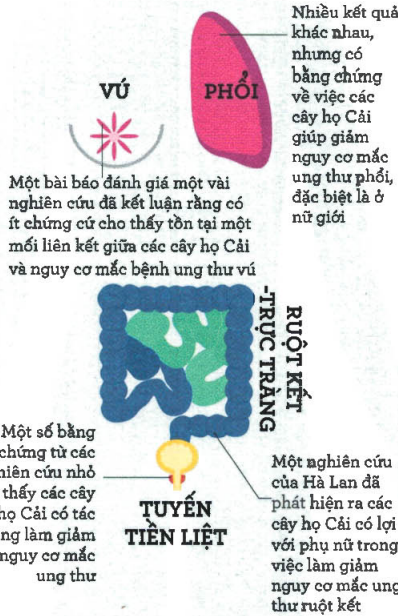 VÚ
Một bài báo đánh giá một vài
nghiên cứu đã kết luận rằng có
ít chứng cứ cho thấy tồn tại một
mối liên kết giữa các cây họ Cải
và nguy cơ mắc bệnh ung thư vú
PHỔI
Nhiều kết quả
khác nhau,
nhưng có
bằng chứng
về việc các
cây họ Cải
giúp giảm
nguy cơ mắc
ung thư phổi,
đặc biệt là ở
nữ giới
RUỘT KẾT
-TRỰC TRÀNG
Một số bằng
chứng từ các
iên cứu nhỏ
thấy các cây
họ Cải có tác
ng làm giảm
nguy cơ mắc
ung thư
TUYẾN
TIỀN LIỆT
Một nghiên cứu
của Hà Lan đã
phát hiện ra các
cây họ Cải có lợi
với phụ nữ trong
việc làm giảm
nguy cơ mắc ung
thư ruột kết